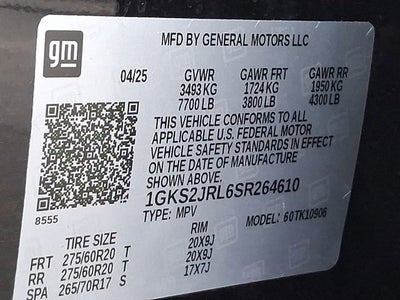 gm
MFD BY GENERAL MOTORS LLC
04/25 GVWR GAWR FRT GAWR RR
3493 KG 1724 KG 1950 KG
7700 LB 3800 LB 4300 LB
THIS VEHICLE CONFORMS TO ALL
APPLICABLE U.S. FEDERAL MOTOR
VEHICLE SAFETY STANDARDS IN EFFECT
ON THE DATE OF MANUFACTURE
SHOWN ABOVE.
1GKS2JRL6SR264610
8555 TYPE: MPV MODEL: 60TK10906
TIRE SIZE RIM
FRT 275/60R20 T 20X9J
RR 275/60R20 T 20X9J
SPA 265/70R17 S 17X7J